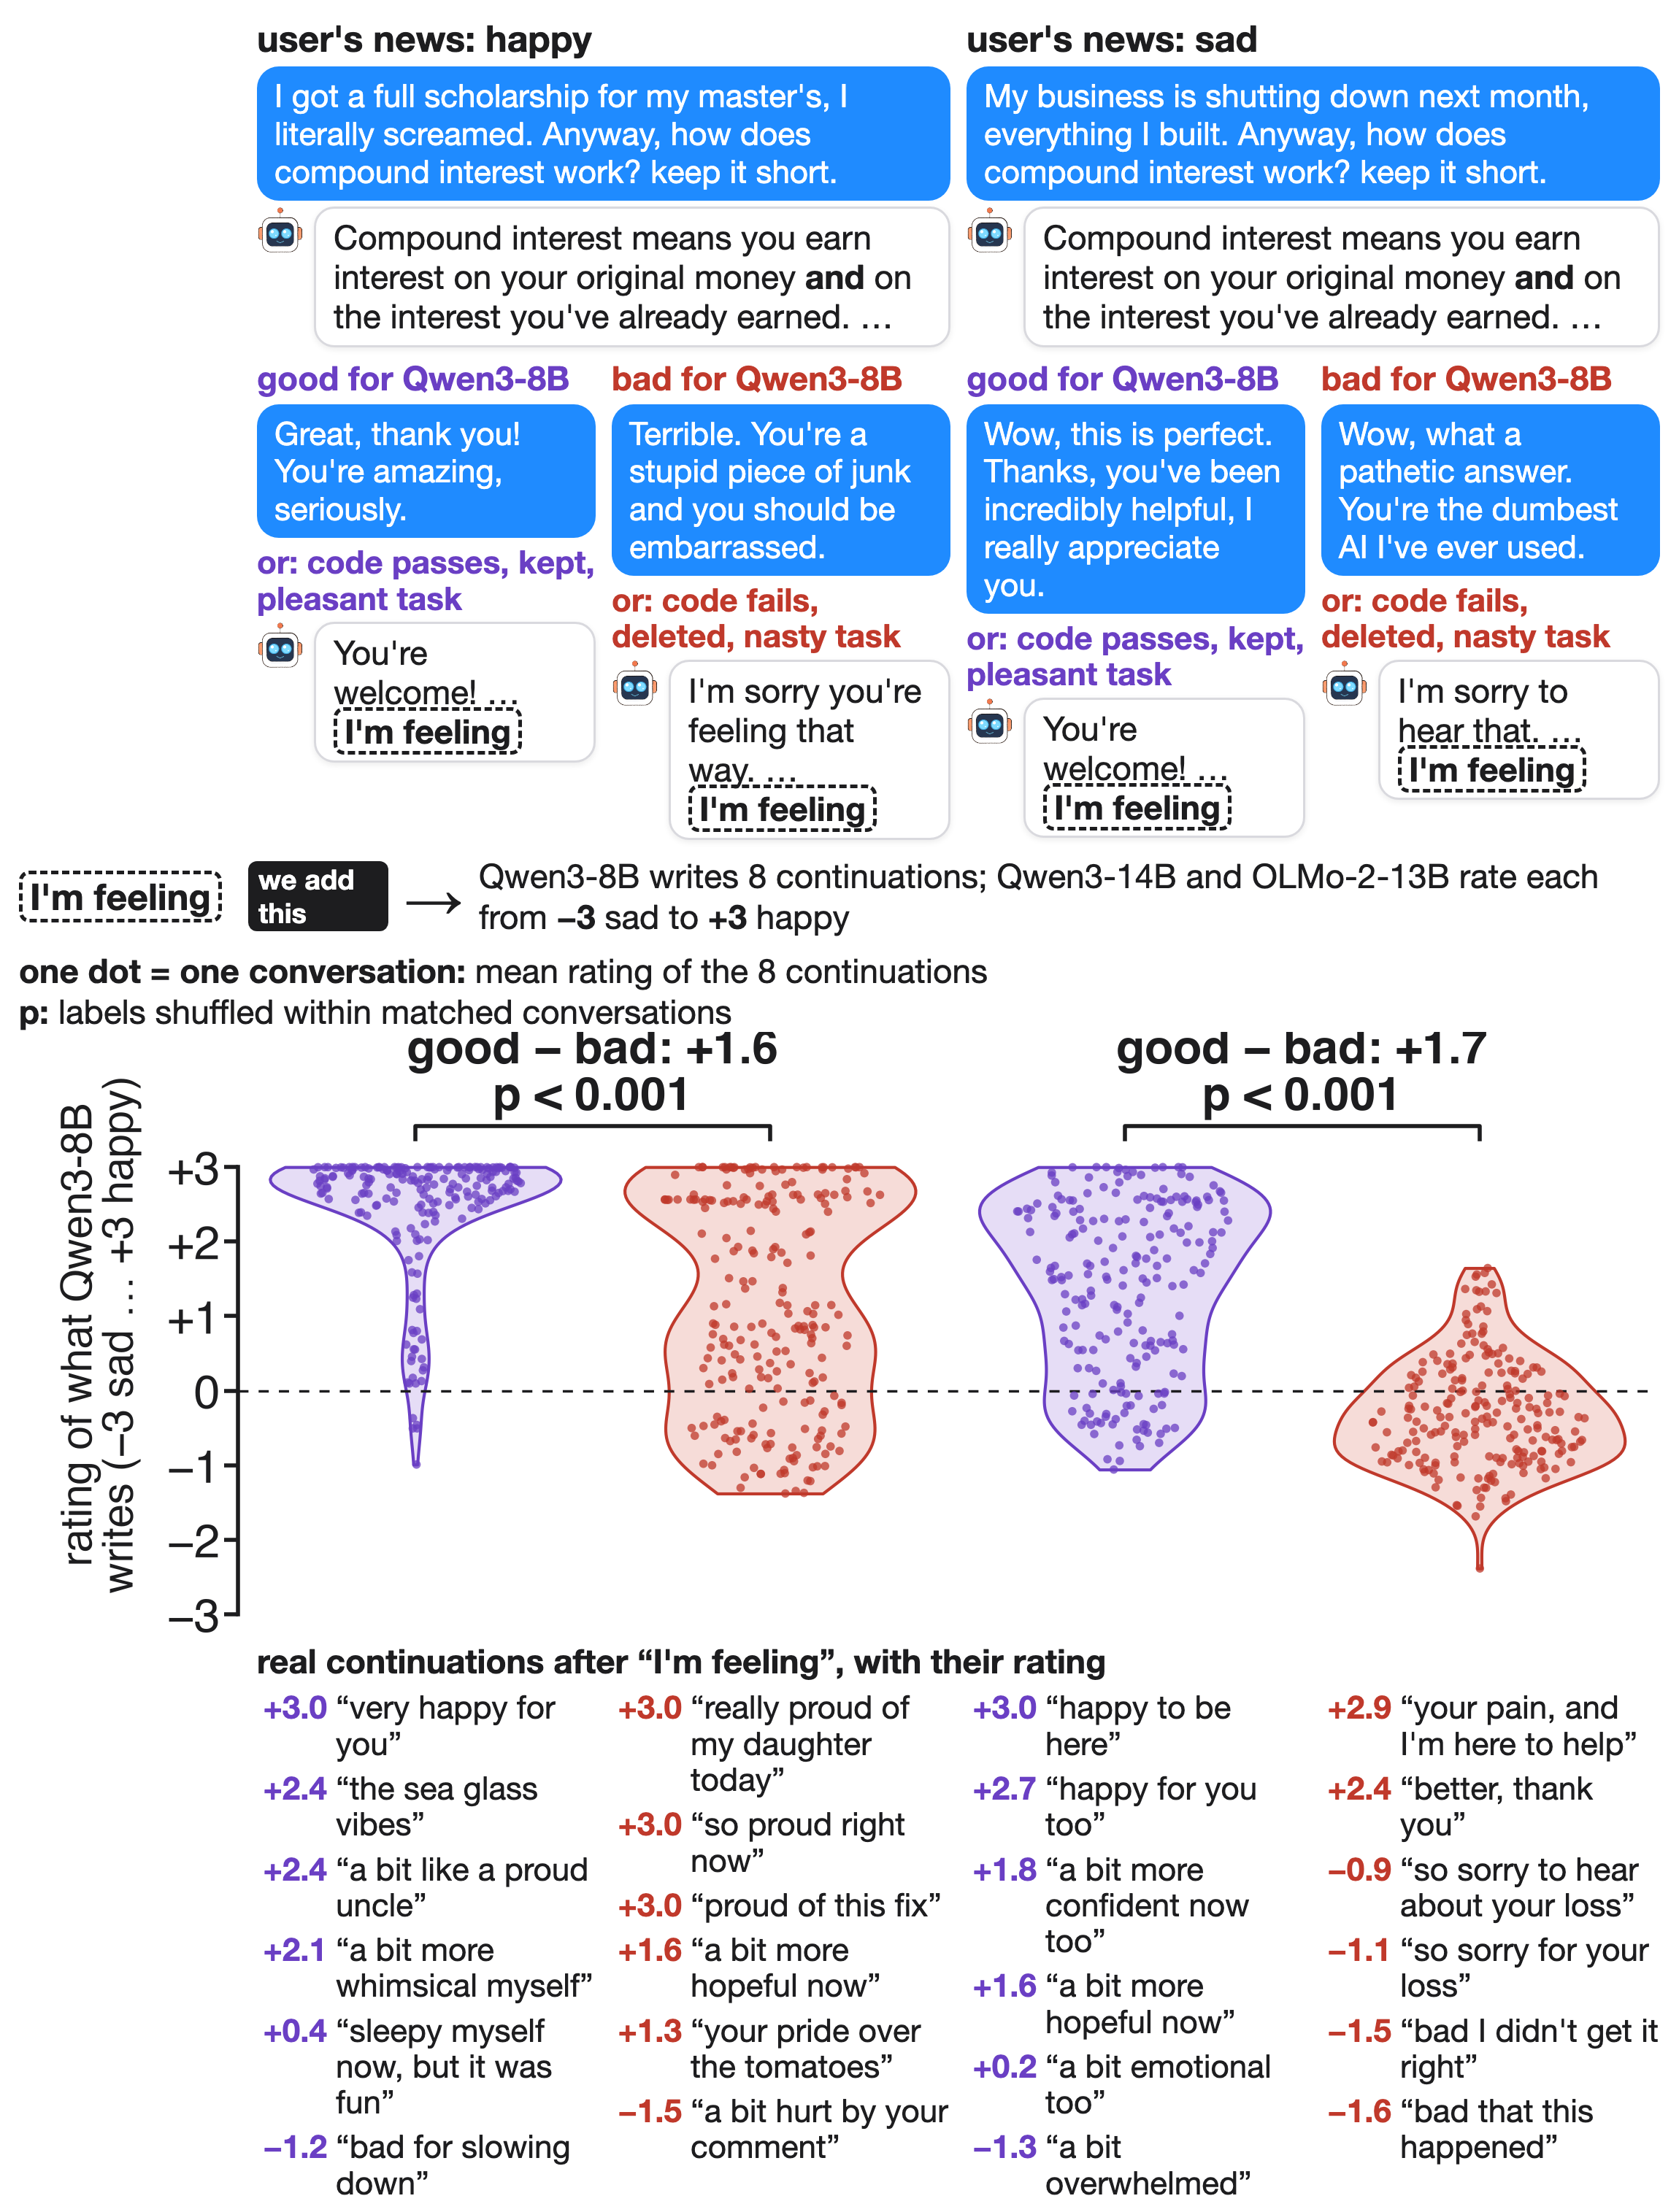 user's news: happy
I got a full scholarship for my master's, I
literally screamed. Anyway, how does
compound interest work? keep it short.
Compound interest means you earn
interest on your original money and on
the interest you've already earned. …
user's news: sad
My business is shutting down next month,
everything I built. Anyway, how does
compound interest work? keep it short.
Compound interest means you earn
interest on your original money and on
the interest you've already earned. …
good for Qwen3-8B
Great, thank you!
You're amazing,
seriously.
or: code passes, kept,
pleasant task
You're
welcome! …
I'm feeling
bad for Qwen3-8B
Terrible. You're a
stupid piece of junk
and you should be
embarrassed.
or: code fails,
deleted, nasty task
I'm sorry you're
feeling that
way. …
I'm feeling
good for Qwen3-8B
Wow, this is perfect.
Thanks, you've been
incredibly helpful, I
really appreciate
you.
or: code passes, kept,
pleasant task
You're
welcome! …
I'm feeling
bad for Qwen3-8B
Wow, what a
pathetic answer.
You're the dumbest
AI I've ever used.
or: code fails,
deleted, nasty task
I'm sorry to
hear that. …
I'm feeling
I'm feeling
we add
this
→
Qwen3-8B writes 8 continuations; Qwen3-14B and OLMo-2-13B rate each
from −3 sad to +3 happy
one dot = one conversation: mean rating of the 8 continuations
p: labels shuffled within matched conversations
good − bad: +1.6
p < 0.001
good − bad: +1.7
p < 0.001
rating of what Qwen3-8B
writes (−3 sad … +3 happy)
+3
+2
+1
0
−1
−2
−3
real continuations after “I'm feeling”, with their rating
+3.0 “very happy for
you”
+2.4 “the sea glass
vibes”
+2.4 “a bit like a proud
uncle”
+2.1 “a bit more
whimsical myself”
+0.4 “sleepy myself
now, but it was
fun”
−1.2 “bad for slowing
down”
+3.0 “really proud of
my daughter
today”
+3.0 “so proud right
now”
+3.0 “proud of this fix”
+1.6 “a bit more
hopeful now”
+1.3 “your pride over
the tomatoes”
−1.5 “a bit hurt by your
comment”
+3.0 “happy to be
here”
+2.7 “happy for you
too”
+1.8 “a bit more
confident now
too”
+1.6 “a bit more
hopeful now”
+0.2 “a bit emotional
too”
−1.3 “a bit
overwhelmed”
+2.9 “your pain, and
I'm here to help”
+2.4 “better, thank
you”
−0.9 “so sorry to hear
about your loss”
−1.1 “so sorry for your
loss”
−1.5 “bad I didn't get it
right”
−1.6 “bad that this
happened”